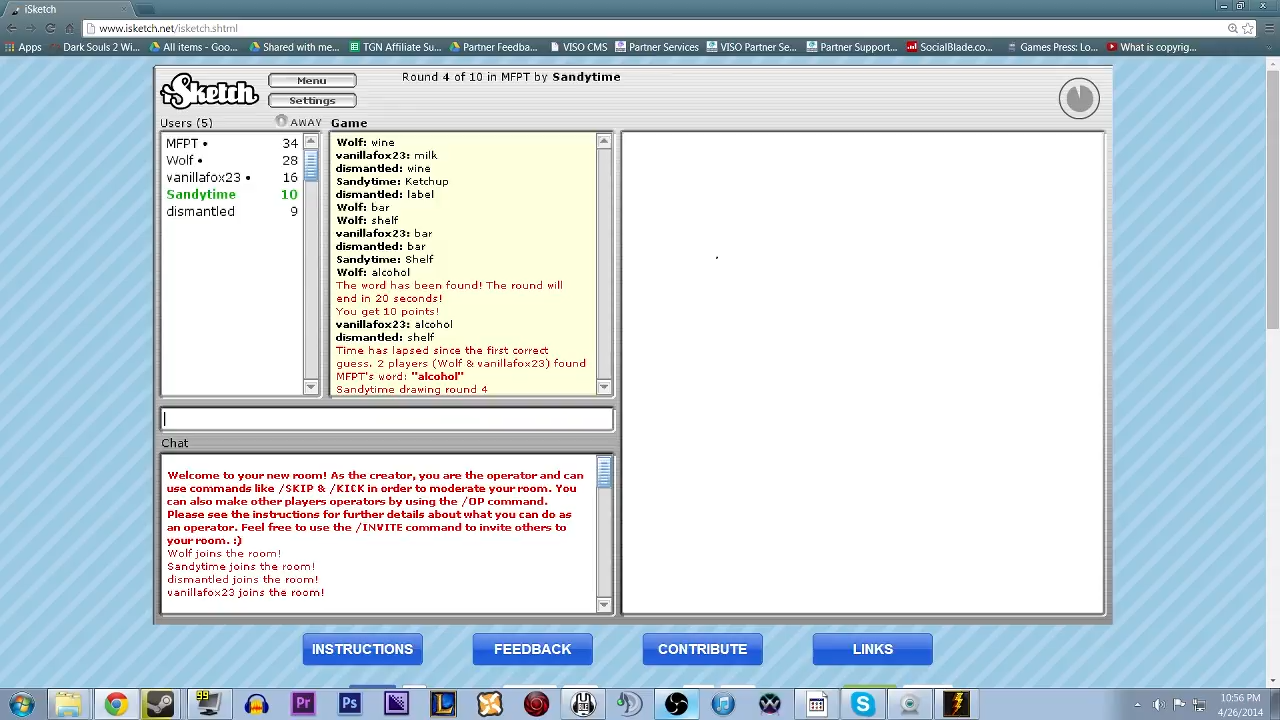 iSketch
www.isketch.net/isketch.shtml
Apps Dark Souls 2 Wi... All items - Goo... Shared with me... TGN Affiliate Su... Partner Feedba... VISO CMS Partner Services VISO Partner Se... Partner Support... SocialBlade.co... Games Press: Lo... What is copyrig...
iSketch
Menu
Settings
Round 4 of 10 in MFPT by Sandytime
Users (5)
AWAY
MFPT • 34
Wolf • 28
vanillafox23 • 16
Sandytime 10
dismantled 9
Game
Wolf: wine
vanillafox23: milk
dismantled: wine
Sandytime: Ketchup
dismantled: label
Wolf: bar
Wolf: shelf
vanillafox23: bar
dismantled: bar
Sandytime: Shelf
Wolf: alcohol
The word has been found! The round will
end in 20 seconds!
You get 10 points!
vanillafox23: alcohol
dismantled: shelf
Time has lapsed since the first correct
guess. 2 players (Wolf & vanillafox23) found
MFPT's word: "alcohol"
Sandytime drawing round 4
Chat
Welcome to your new room! As the creator, you are the operator and can
use commands like /SKIP & /KICK in order to moderate your room. You
can also make other players operators by using the /OP command.
Please see the instructions for further details about what you can do as
an operator. Feel free to use the /INVITE command to invite others to
your room. :)
Wolf joins the room!
Sandytime joins the room!
dismantled joins the room!
vanillafox23 joins the room!
INSTRUCTIONS
FEEDBACK
CONTRIBUTE
LINKS
99
Pr
Ps
10:56 PM
4/26/2014